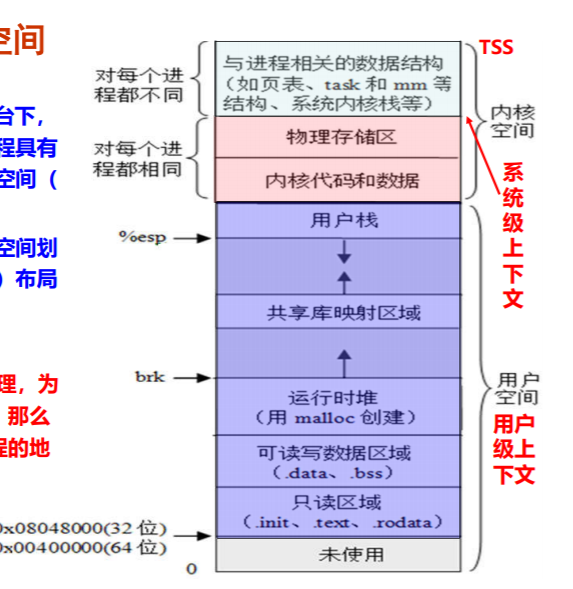 空间
台下，
程具有
空间（
空间划
）布局
理，为
那么
程的地
TSS
对每个进
程都不同
与进程相关的数据结构
（如页表、task 和 mm 等
结构、系统内核栈等）
内核
空间
对每个进
程都相同
物理存储区
内核代码和数据
系
统
级
上
下
文
用户栈
%esp
共享库映射区域
brk
运行时堆
（用 malloc 创建）
用户
空间
用户
级上
下文
可读写数据区域
（.data、.bss）
只读区域
（.init、.text、.rodata）
0x08048000(32 位)
0x00400000(64 位)
未使用
0